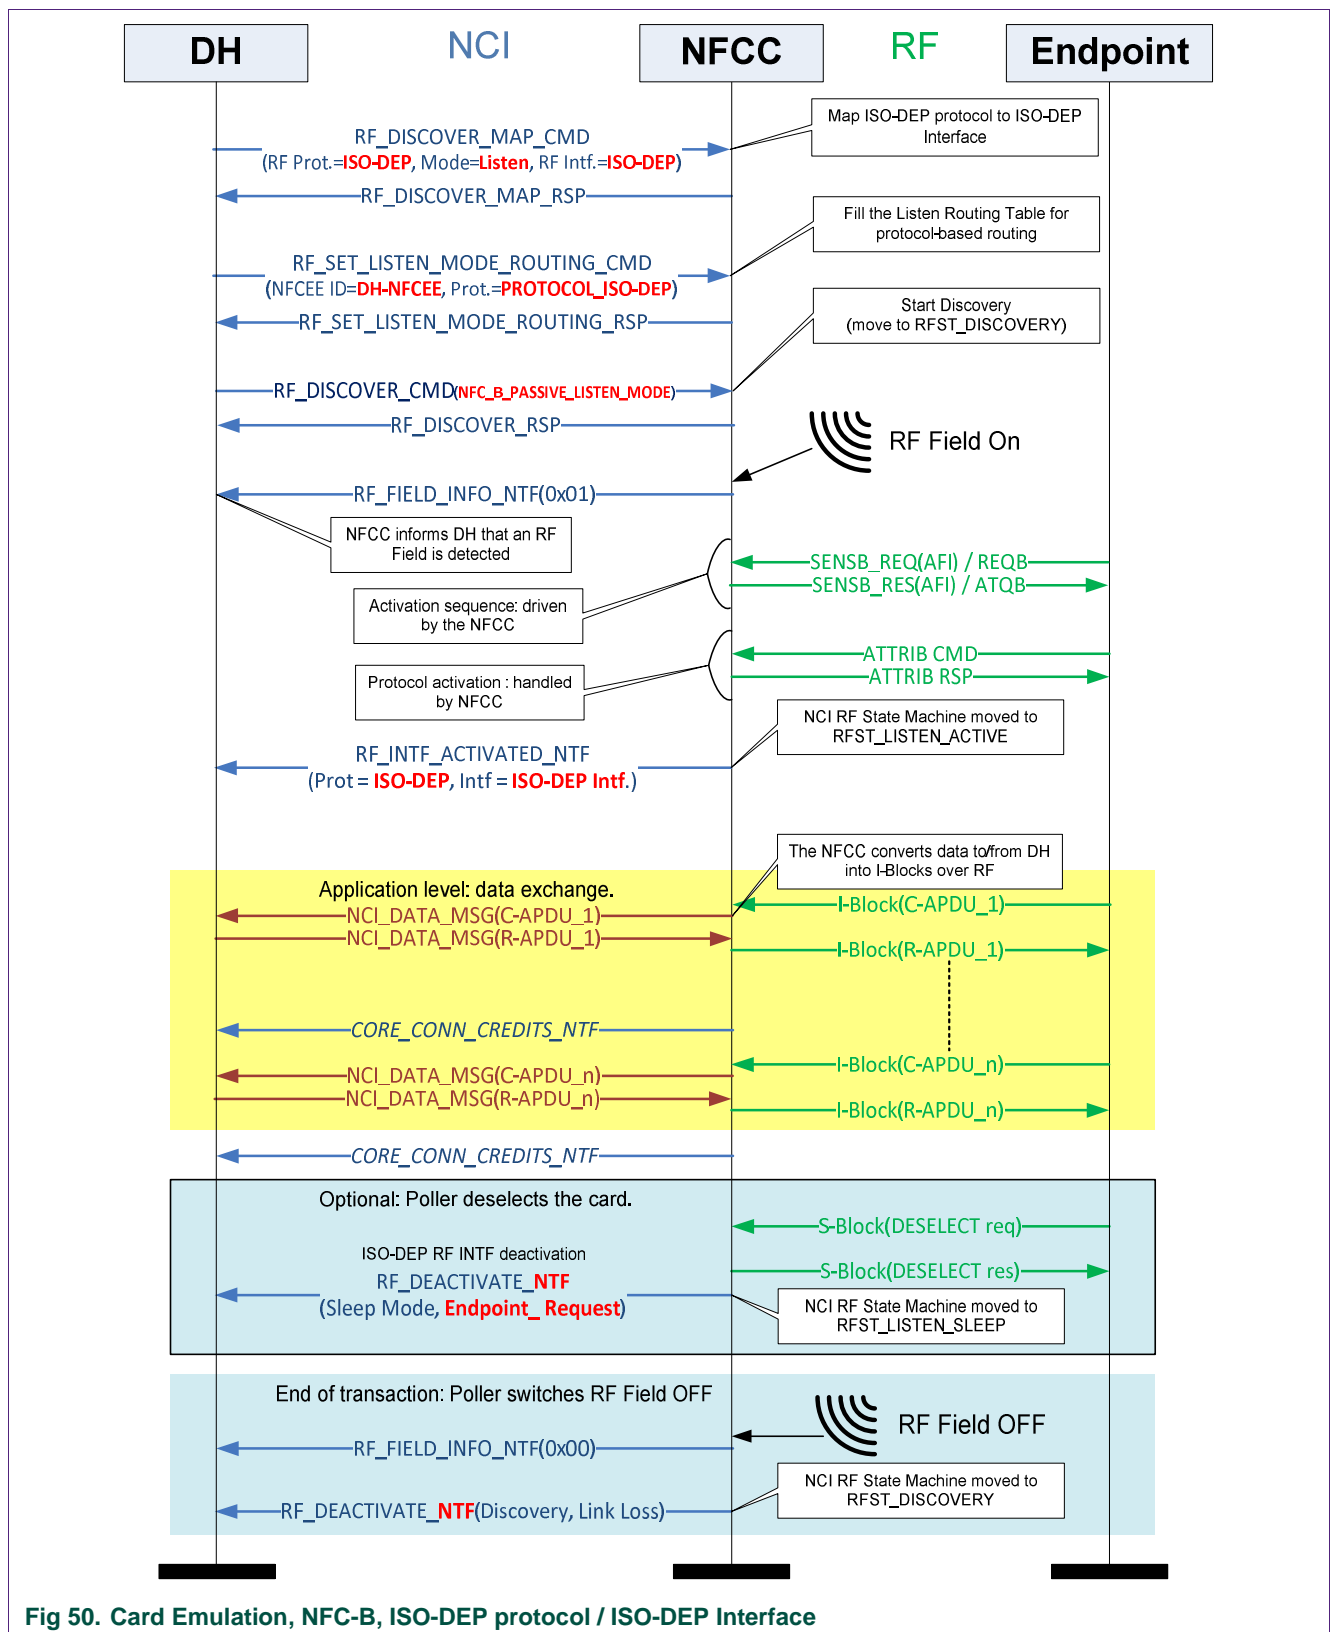 DH
NCI
NFCC
RF
Endpoint
Map ISO-DEP protocol to ISO-DEP
Interface
RF_DISCOVER_MAP_CMD
(RF Prot.=ISO-DEP, Mode=Listen, RF Intf.=ISO-DEP)
RF_DISCOVER_MAP_RSP
Fill the Listen Routing Table for
protocol-based routing
RF_SET_LISTEN_MODE_ROUTING_CMD
(NFCEE ID=DH-NFCEE, Prot.=PROTOCOL_ISO-DEP)
RF_SET_LISTEN_MODE_ROUTING_RSP
Start Discovery
(move to RFST_DISCOVERY)
RF_DISCOVER_CMD(NFC_B_PASSIVE_LISTEN_MODE)
RF_DISCOVER_RSP
RF Field On
RF_FIELD_INFO_NTF(0x01)
NFCC informs DH that an RF
Field is detected
SENSB_REQ(AFI) / REQB
SENSB_RES(AFI) / ATQB
Activation sequence: driven
by the NFCC
ATTRIB CMD
ATTRIB RSP
Protocol activation : handled
by NFCC
NCI RF State Machine moved to
RFST_LISTEN_ACTIVE
RF_INTF_ACTIVATED_NTF
(Prot = ISO-DEP, Intf = ISO-DEP Intf.)
The NFCC converts data to/from DH
into I-Blocks over RF
Application level: data exchange.
I-Block(C-APDU_1)
NCI_DATA_MSG(C-APDU_1)
NCI_DATA_MSG(R-APDU_1)
I-Block(R-APDU_1)
CORE_CONN_CREDITS_NTF
I-Block(C-APDU_n)
NCI_DATA_MSG(C-APDU_n)
NCI_DATA_MSG(R-APDU_n)
I-Block(R-APDU_n)
CORE_CONN_CREDITS_NTF
Optional: Poller deselects the card.
S-Block(DESELECT req)
ISO-DEP RF INTF deactivation
S-Block(DESELECT res)
RF_DEACTIVATE_NTF
(Sleep Mode, Endpoint_ Request)
NCI RF State Machine moved to
RFST_LISTEN_SLEEP
End of transaction: Poller switches RF Field OFF
RF Field OFF
RF_FIELD_INFO_NTF(0x00)
NCI RF State Machine moved to
RFST_DISCOVERY
RF_DEACTIVATE_NTF(Discovery, Link Loss)
Fig 50. Card Emulation, NFC-B, ISO-DEP protocol / ISO-DEP Interface